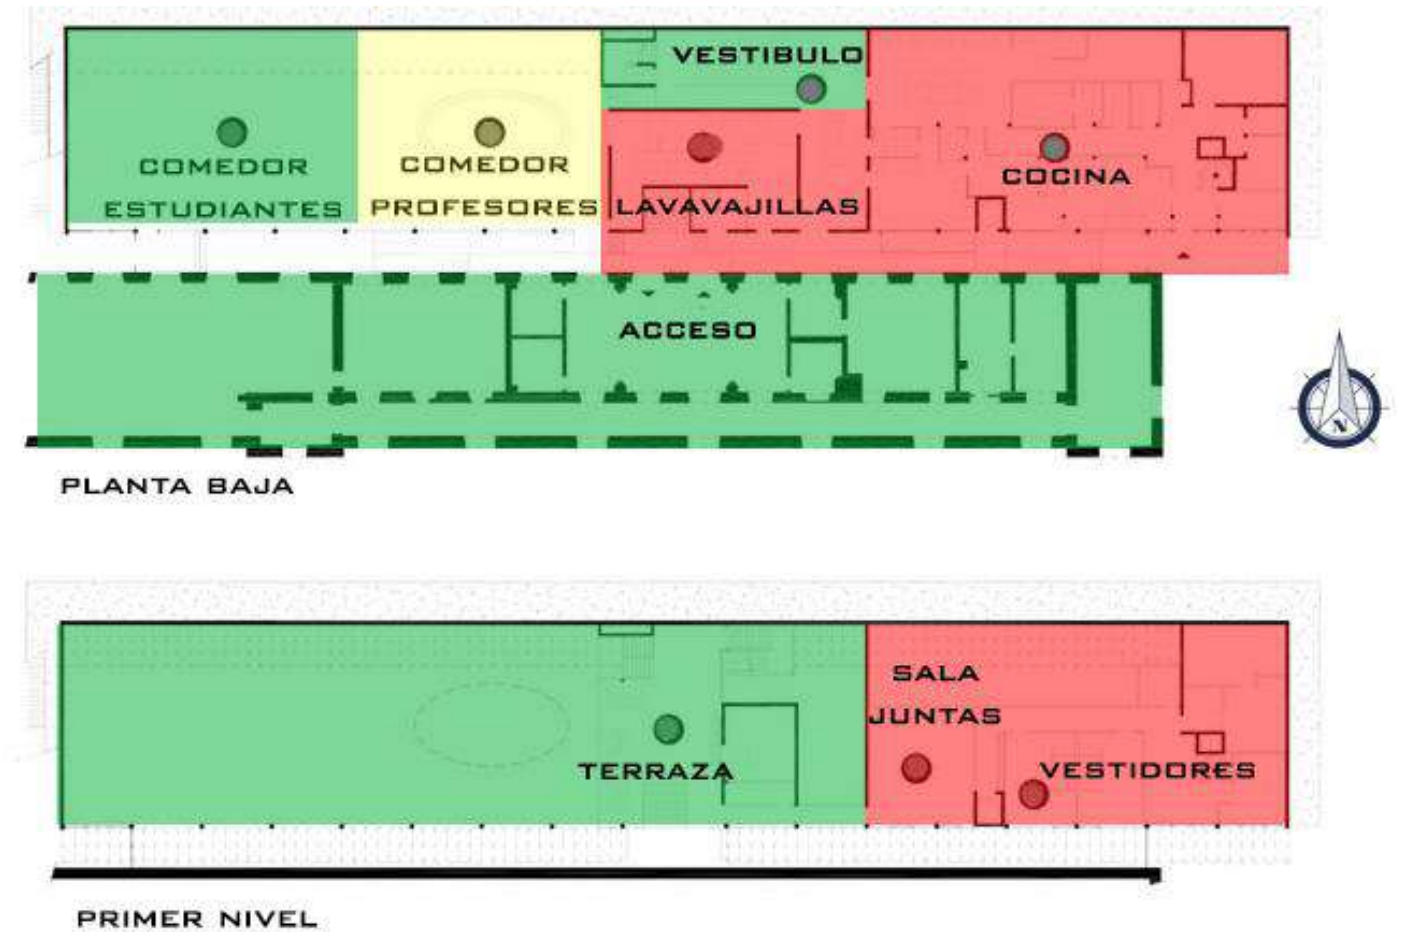 VESTIBULO
COMEDOR
ESTUDIANTES
COMEDOR
PROFESORES
LAVAVAJILLAS
COCINA
ACCESO
N
PLANTA BAJA
SALA
JUNTAS
TERRAZA
VESTIDORES
PRIMER NIVEL